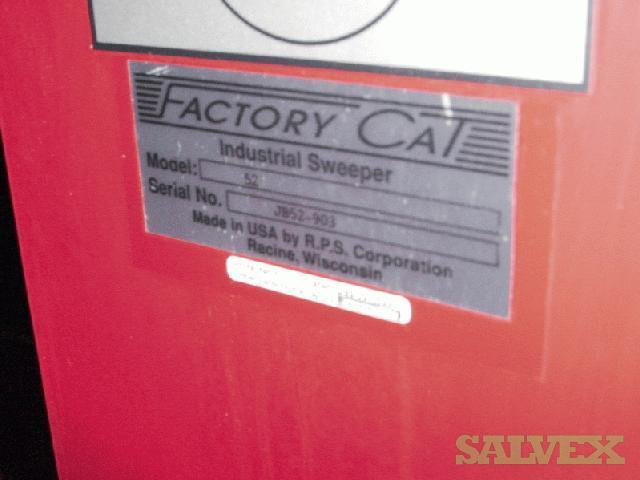 FACTORY CAT
Industrial Sweeper
Model: 52
Serial No. JB52-903
Made in USA by R.P.S. Corporation
Racine, Wisconsin
SALVEX